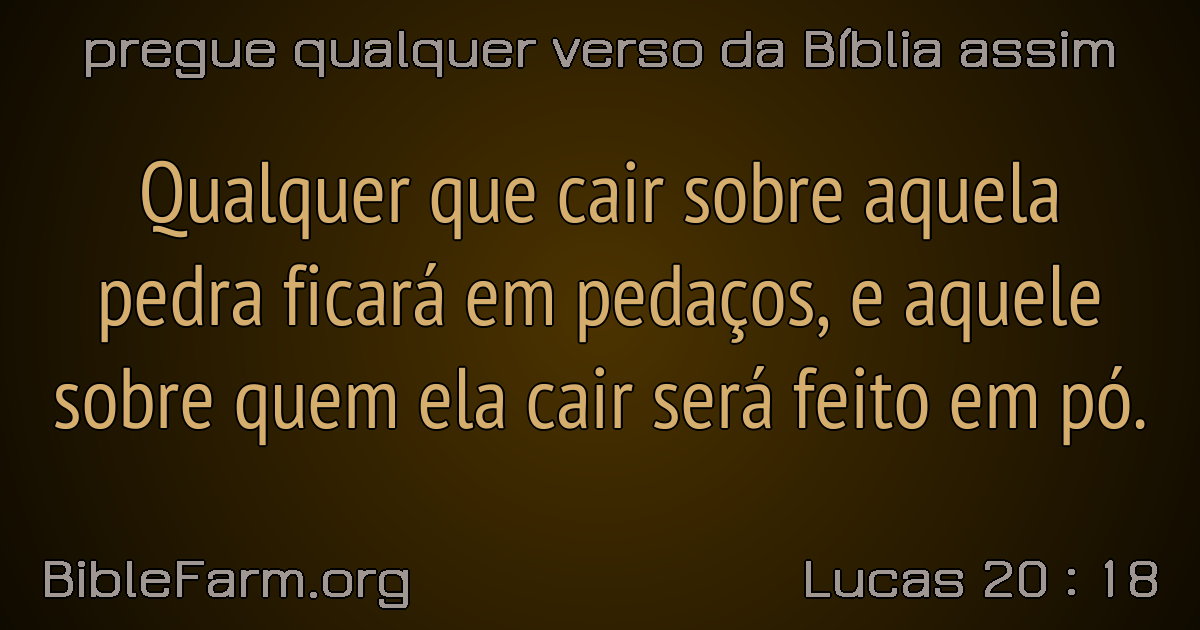 pregue qualquer verso da Bíblia assim
Qualquer que cair sobre aquela
pedra ficará em pedaços, e aquele
sobre quem ela cair será feito em pó.
BibleFarm.org
Lucas 20 : 18